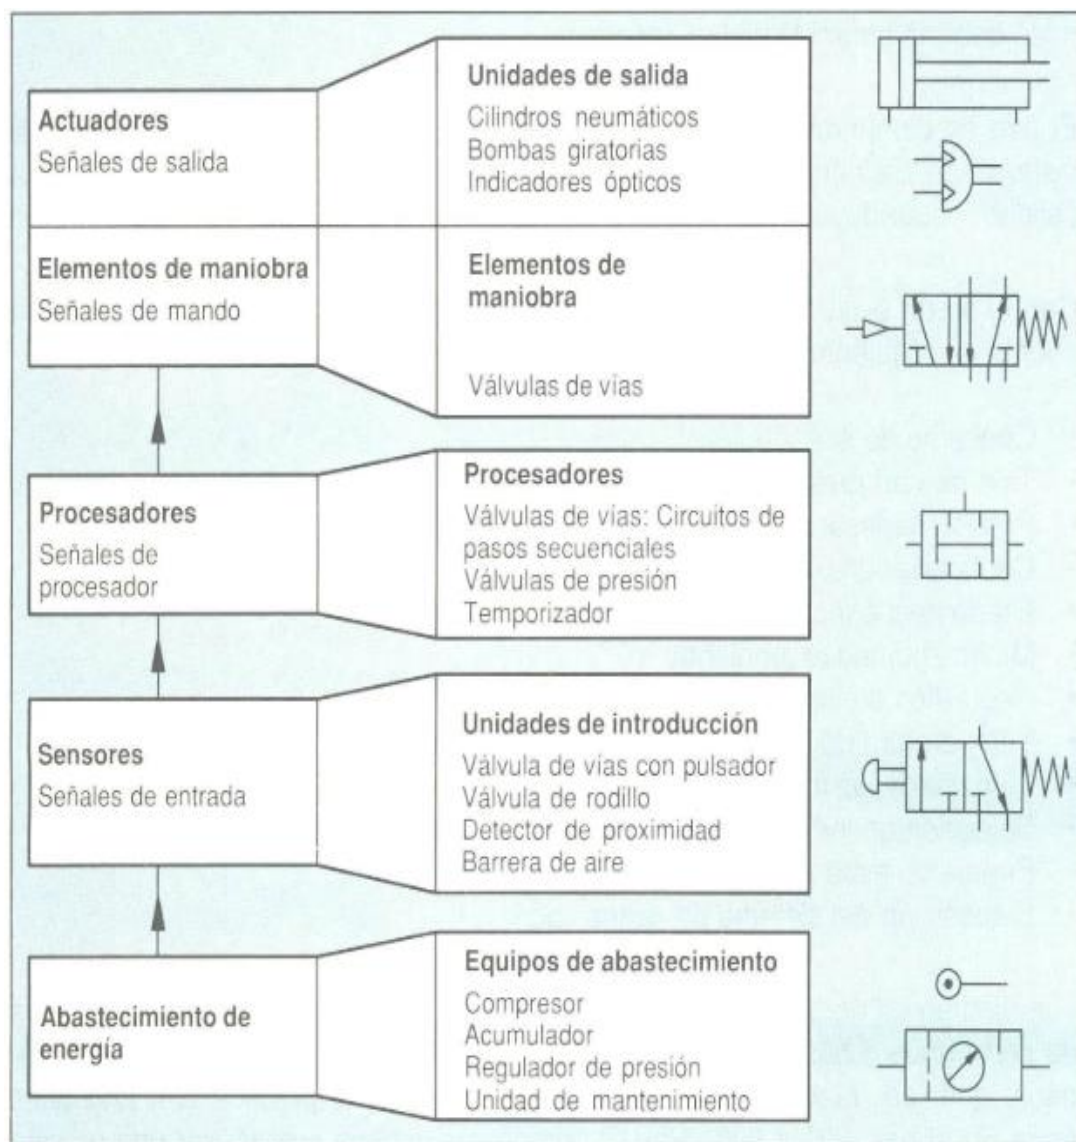 Actuadores
Señales de salida
Unidades de salida
Cilindros neumáticos
Bombas giratorias
Indicadores ópticos
Elementos de maniobra
Señales de mando
Elementos de
maniobra
Válvulas de vías
Procesadores
Señales de
procesador
Procesadores
Válvulas de vías: Circuitos de
pasos secuenciales
Válvulas de presión
Temporizador
Sensores
Señales de entrada
Unidades de introducción
Válvula de vías con pulsador
Válvula de rodillo
Detector de proximidad
Barrera de aire
Abastecimiento de
energía
Equipos de abastecimiento
Compresor
Acumulador
Regulador de presión
Unidad de mantenimiento